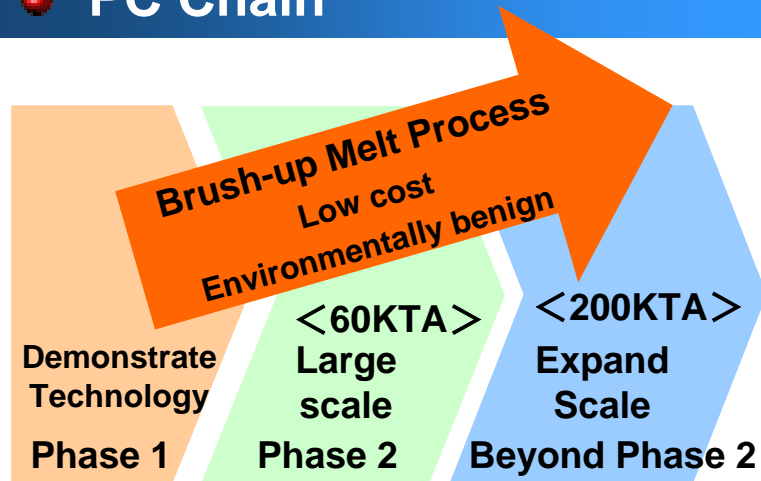 PC Chain
Brush-up Melt Process
Low cost
Environmentally benign
<60KTA>
<200KTA>
Demonstrate
Technology
Large
scale
Expand
Scale
Phase 1
Phase 2
Beyond Phase 2